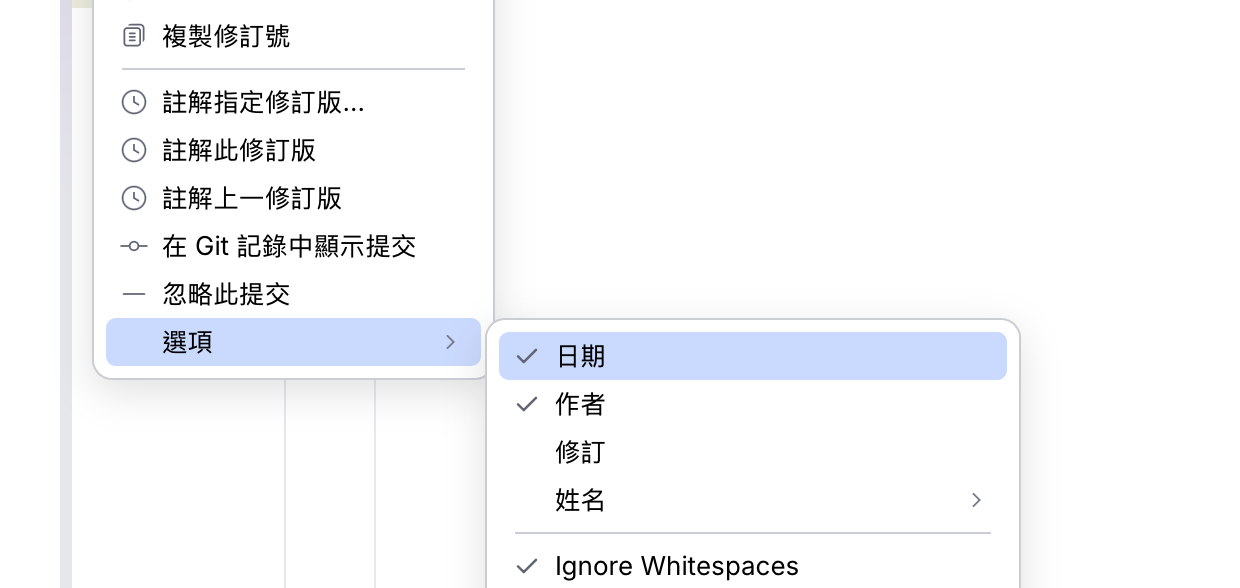 複製修訂號
註解指定修訂版...
註解此修訂版
註解上一修訂版
在 Git 記錄中顯示提交
忽略此提交
選項
日期
作者
修訂
姓名
Ignore Whitespaces